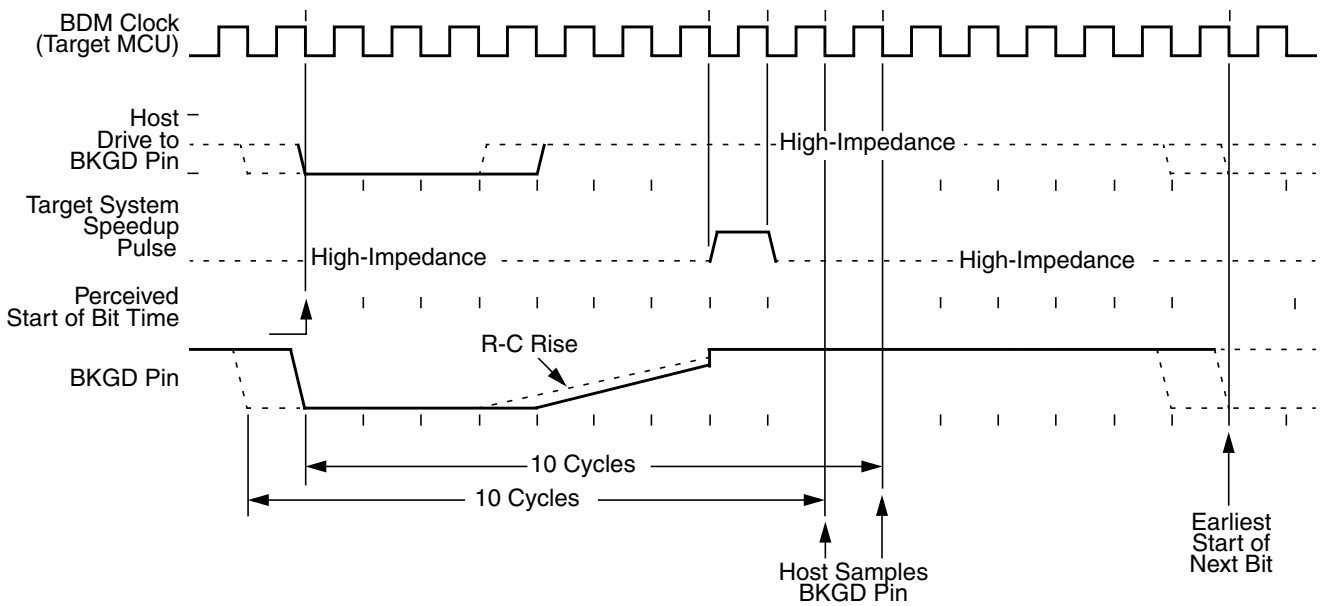 BDM Clock
(Target MCU)
Host
Drive to
BKGD Pin
High-Impedance
Target System
Speedup
Pulse
High-Impedance
High-Impedance
Perceived
Start of Bit Time
R-C Rise
BKGD Pin
10 Cycles
10 Cycles
Host Samples
BKGD Pin
Earliest
Start of
Next Bit